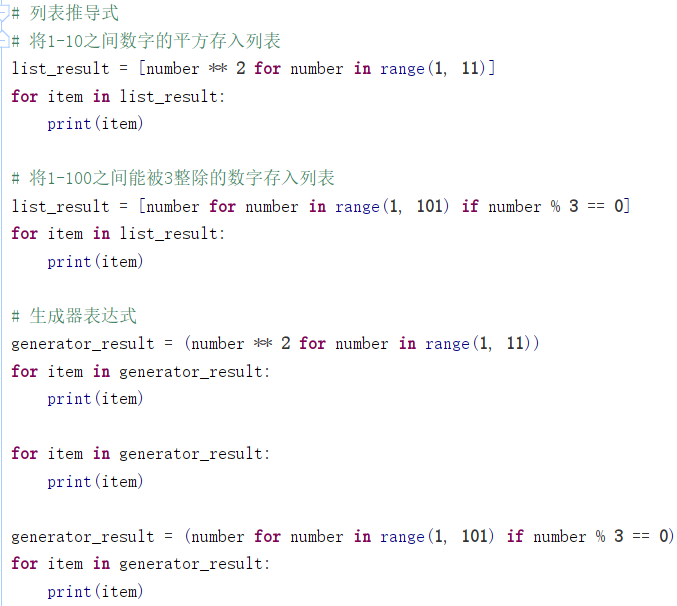 # 列表推导式
# 将1-10之间数字的平方存入列表
list_result = [number ** 2 for number in range(1, 11)]
for item in list_result:
    print(item)

# 将1-100之间能被3整除的数字存入列表
list_result = [number for number in range(1, 101) if number % 3 == 0]
for item in list_result:
    print(item)

# 生成器表达式
generator_result = (number ** 2 for number in range(1, 11))
for item in generator_result:
    print(item)

for item in generator_result:
    print(item)

generator_result = (number for number in range(1, 101) if number % 3 == 0)
for item in generator_result:
    print(item)